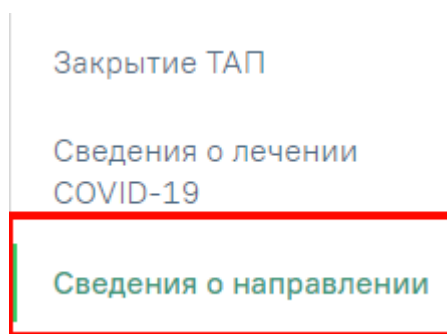 Закрытие ТАП
Сведения о лечении
COVID-19
Сведения о направлении